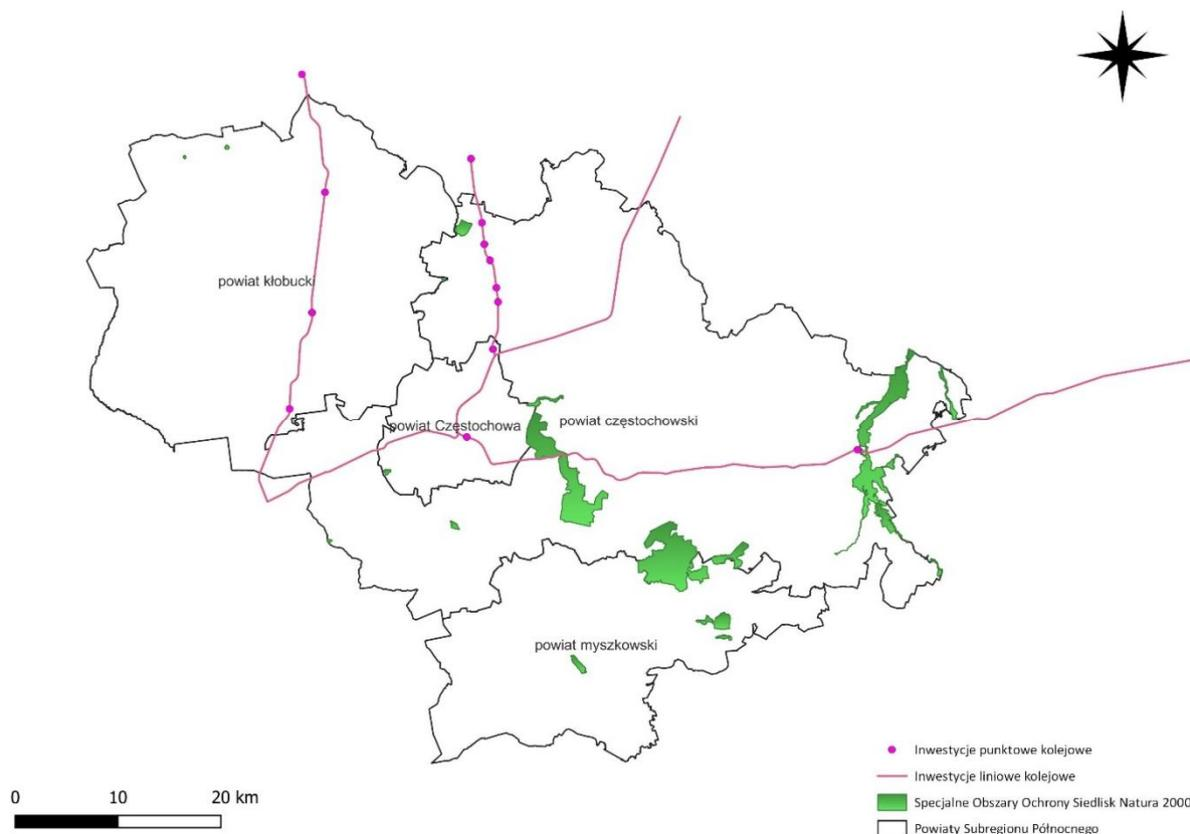 powiat kłobucki
powiat Częstochowa
powiat częstochowski
powiat myszkowski
0 10 20 km
Inwestycje punktowe kolejowe
Inwestycje liniowe kolejowe
Specjalne Obszary Ochrony Siedlisk Natura 2000
Powiaty Subregionu Północnego